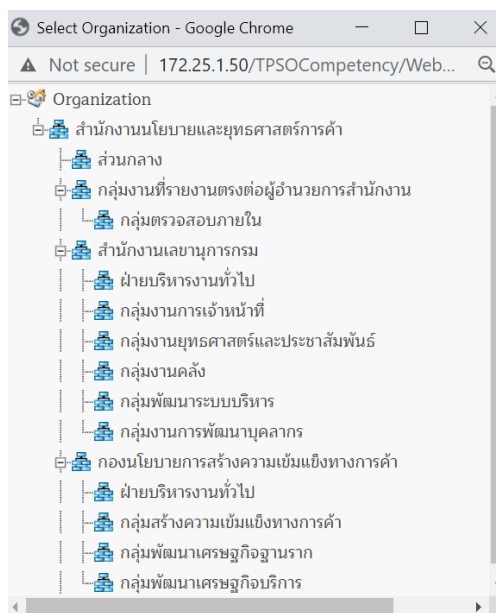 Select Organization - Google Chrome
Not secure | 172.25.1.50/TPSOCompetency/Web...
Organization
สำนักงานนโยบายและยุทธศาสตร์การค้า
ส่วนกลาง
กลุ่มงานที่รายงานตรงต่อผู้อำนวยการสำนักงาน
กลุ่มตรวจสอบภายใน
สำนักงานเลขานุการกรม
ฝ่ายบริหารงานทั่วไป
กลุ่มงานการเจ้าหน้าที่
กลุ่มงานยุทธศาสตร์และประชาสัมพันธ์
กลุ่มงานคลัง
กลุ่มพัฒนาระบบบริหาร
กลุ่มงานการพัฒนาบุคลากร
กองนโยบายการสร้างความเข้มแข็งทางการค้า
ฝ่ายบริหารงานทั่วไป
กลุ่มสร้างความเข้มแข็งทางการค้า
กลุ่มพัฒนาเศรษฐกิจฐานราก
กลุ่มพัฒนาเศรษฐกิจบริการ